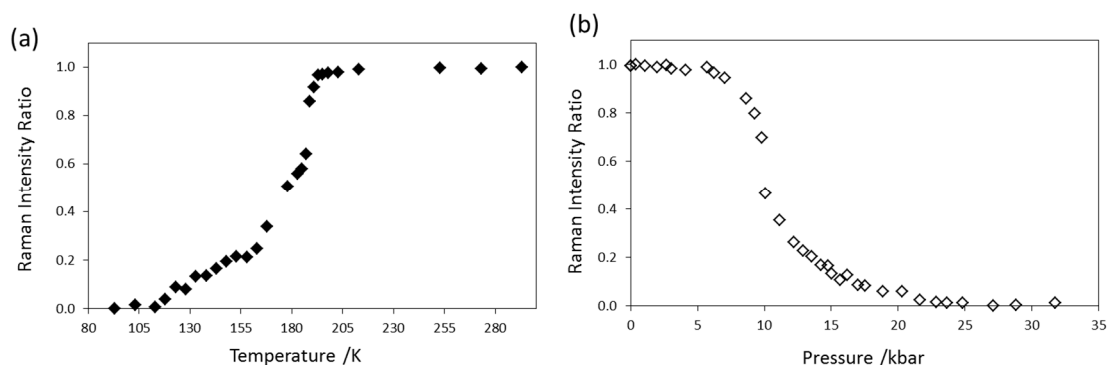 (a)
Raman Intensity Ratio
1.0
0.8
0.6
0.4
0.2
0.0
80 105 130 155 180 205 230 255 280
Temperature /K
(b)
Raman Intensity Ratio
1.0
0.8
0.6
0.4
0.2
0.0
0 5 10 15 20 25 30 35
Pressure /kbar